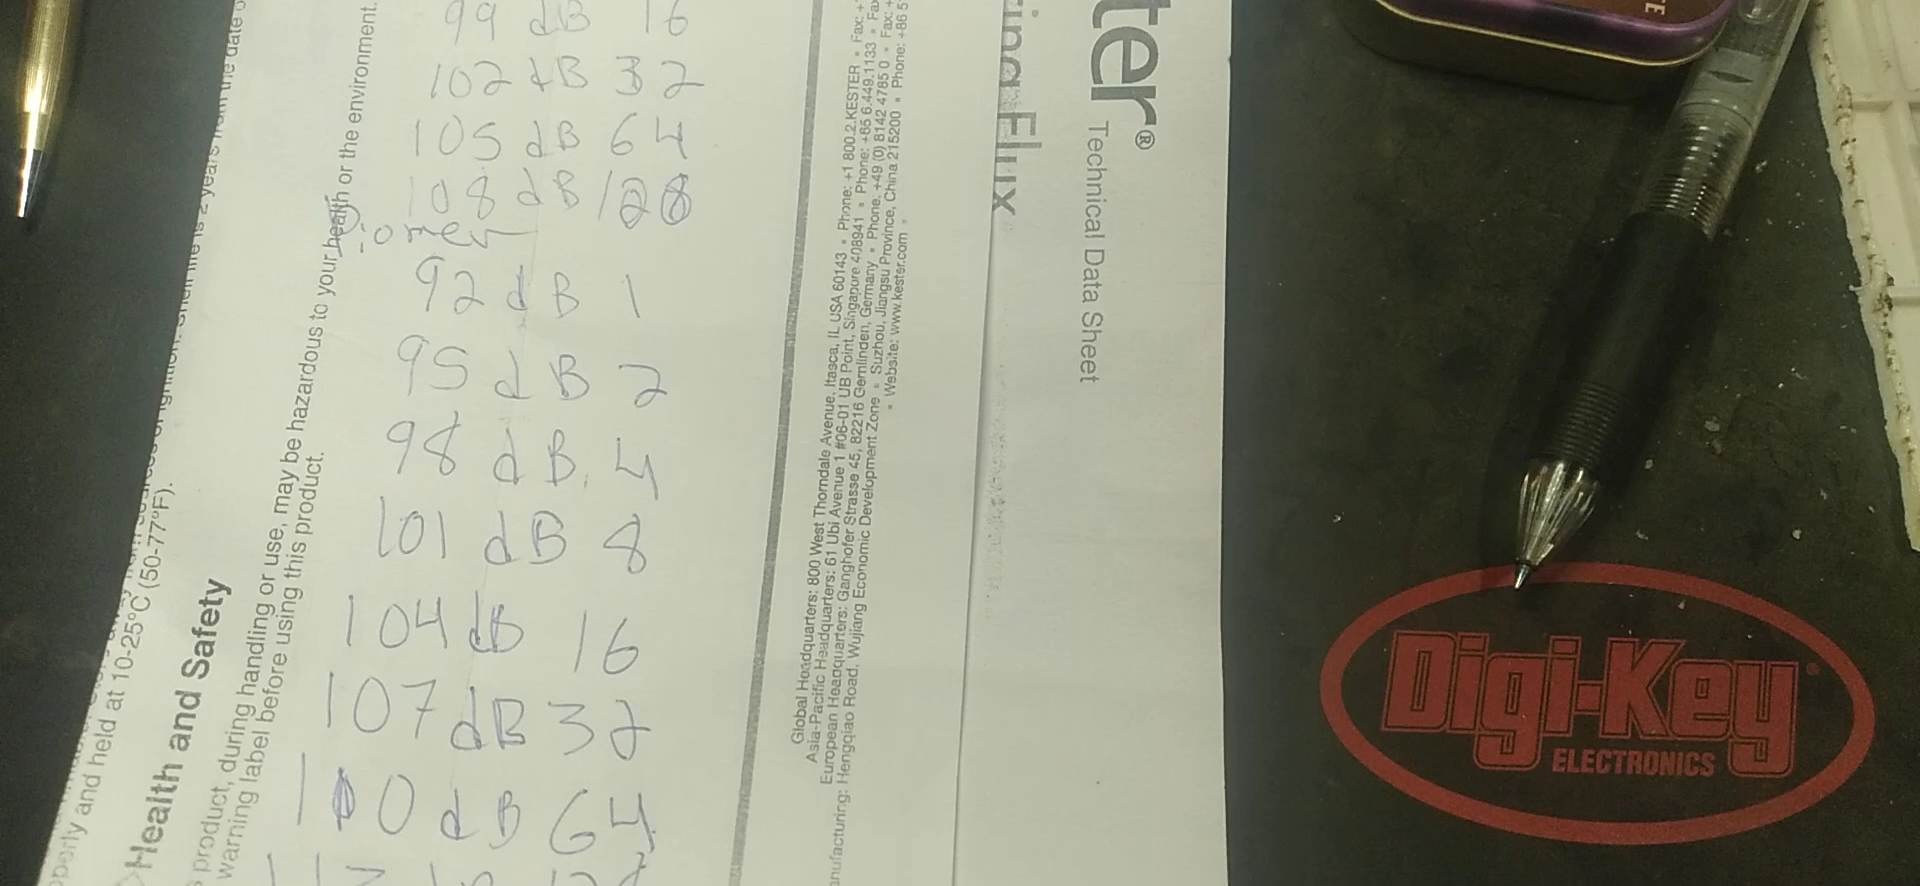 99 dB 16
102 dB 32
105 dB 64
108 dB 128
92 dB 1
95 dB 2
98 dB 4
101 dB 8
104 dB 16
107 dB 32
110 dB 64
properly and held at 10-25°C (50-77°F).
Health and Safety
product, during handling or use, may be hazardous to your health or the environment.
warning label before using this product.
Global Headquarters: 800 West Thorndale Avenue, Itasca, IL USA 60143 • Phone: +1 800.2.KESTER • Fax: +
Asia-Pacific Headquarters: 61 Ubi Avenue 1 #06-01 UB Point, Singapore 408941 • Phone: +65 6.449.1133 • Fax
European Headquarters: Ganghofer Strasse 45, 82216 Gernlinden, Germany • Phone: +49 (0) 8142 4785 0 • Fax: +
Manufacturing: Hengqiao Road, Wujiang Economic Development Zone • Suzhou, Jiangsu Province, China 215200 • Phone: +86 5
• Website: www.kester.com •
Flux
ter®
Technical Data Sheet
Digi-Key
ELECTRONICS